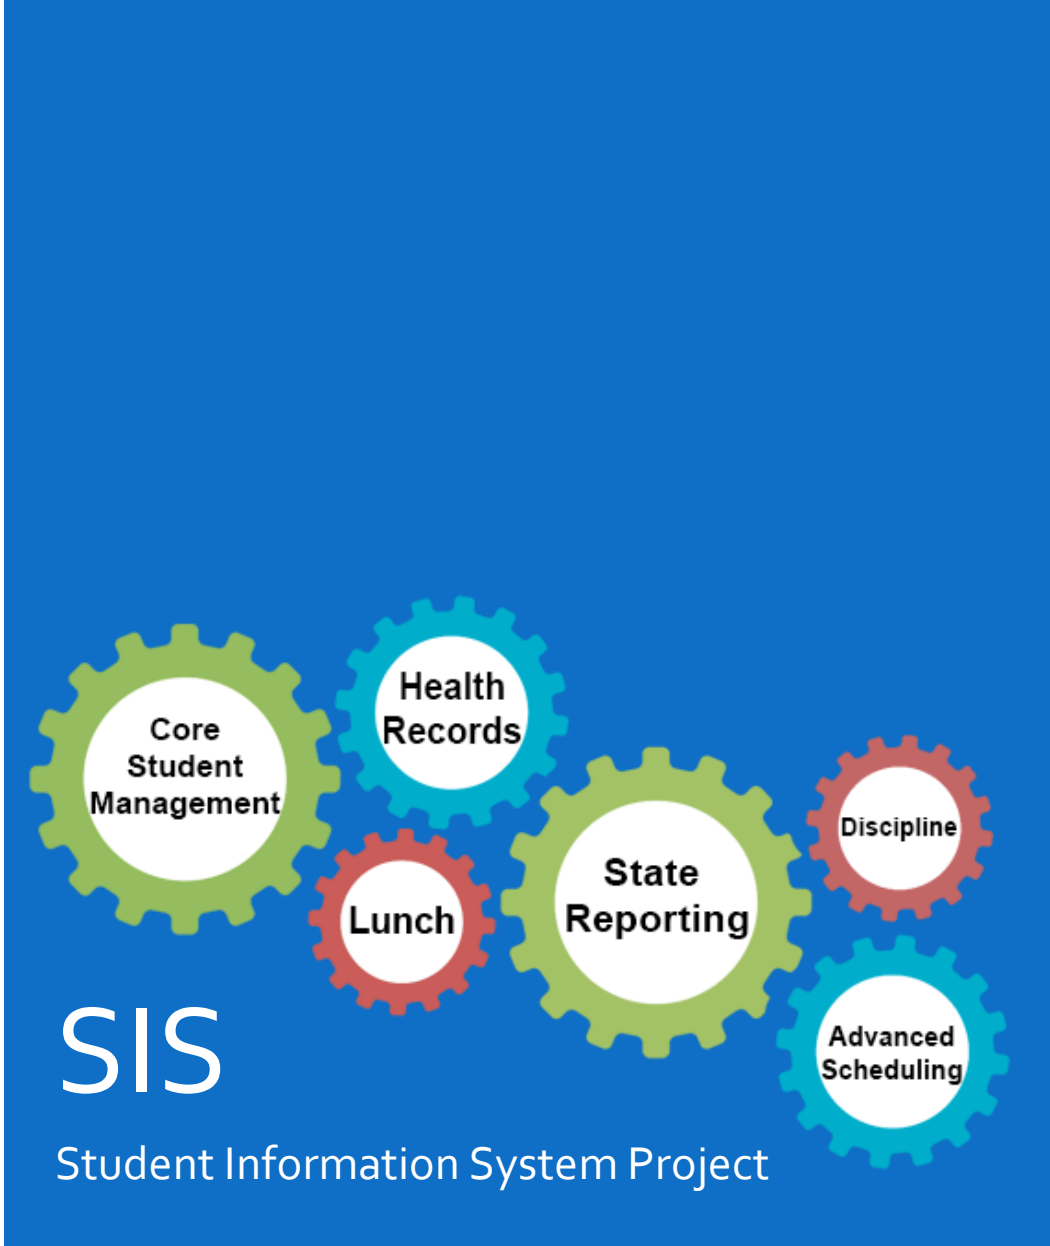 Core
Student
Management
Health
Records
Lunch
State
Reporting
Discipline
Advanced
Scheduling
SIS
Student Information System Project